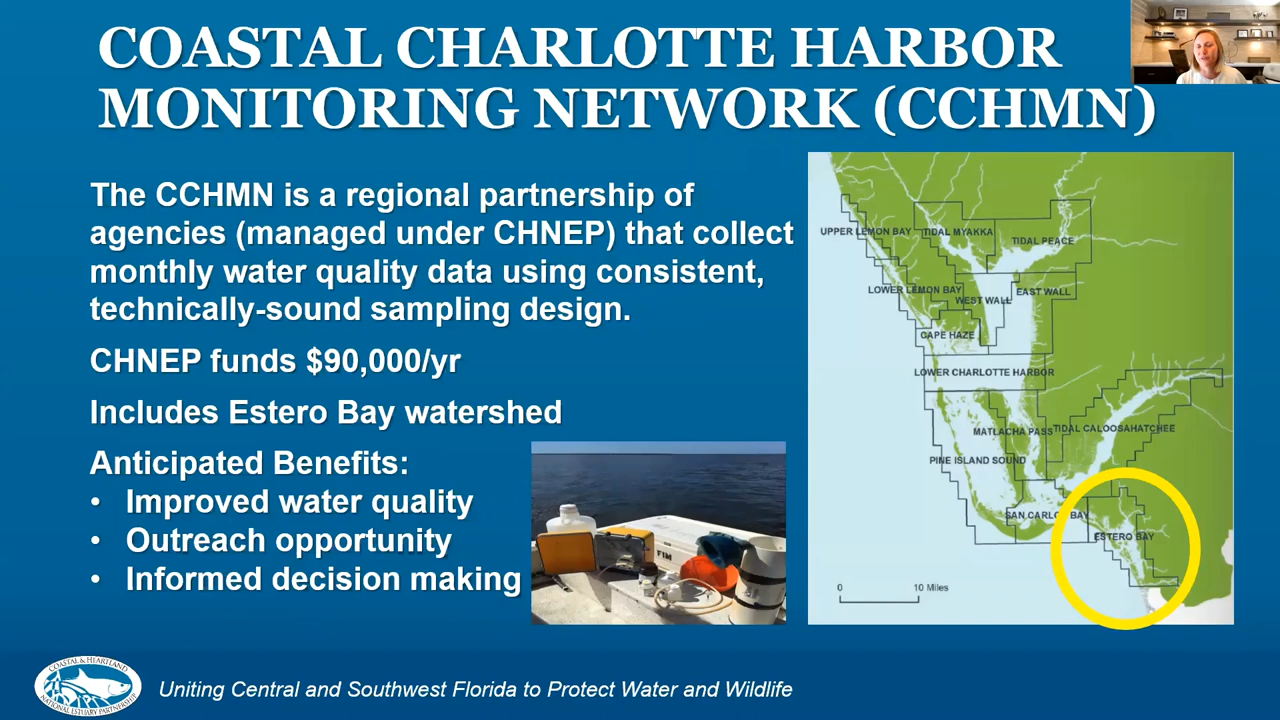 COASTAL CHARLOTTE HARBOR
MONITORING NETWORK (CCHMN)
The CCHMN is a regional partnership of
agencies (managed under CHNEP) that collect
monthly water quality data using consistent,
technically-sound sampling design.
CHNEP funds $90,000/yr
Includes Estero Bay watershed
Anticipated Benefits:
• Improved water quality
• Outreach opportunity
• Informed decision making
FIM
UPPER LEMON BAY
TIDAL MYAKKA
TIDAL PEACE
LOWER LEMON BAY
WEST WALL
EAST WALL
CAPE HAZE
LOWER CHARLOTTE HARBOR
MATLACHA PASS
TIDAL CALOOSAHATCHEE
PINE ISLAND SOUND
SAN CARLOS BAY
ESTERO BAY
0 10 Miles
COASTAL & HEARTLAND
NATIONAL ESTUARY PARTNERSHIP
Uniting Central and Southwest Florida to Protect Water and Wildlife